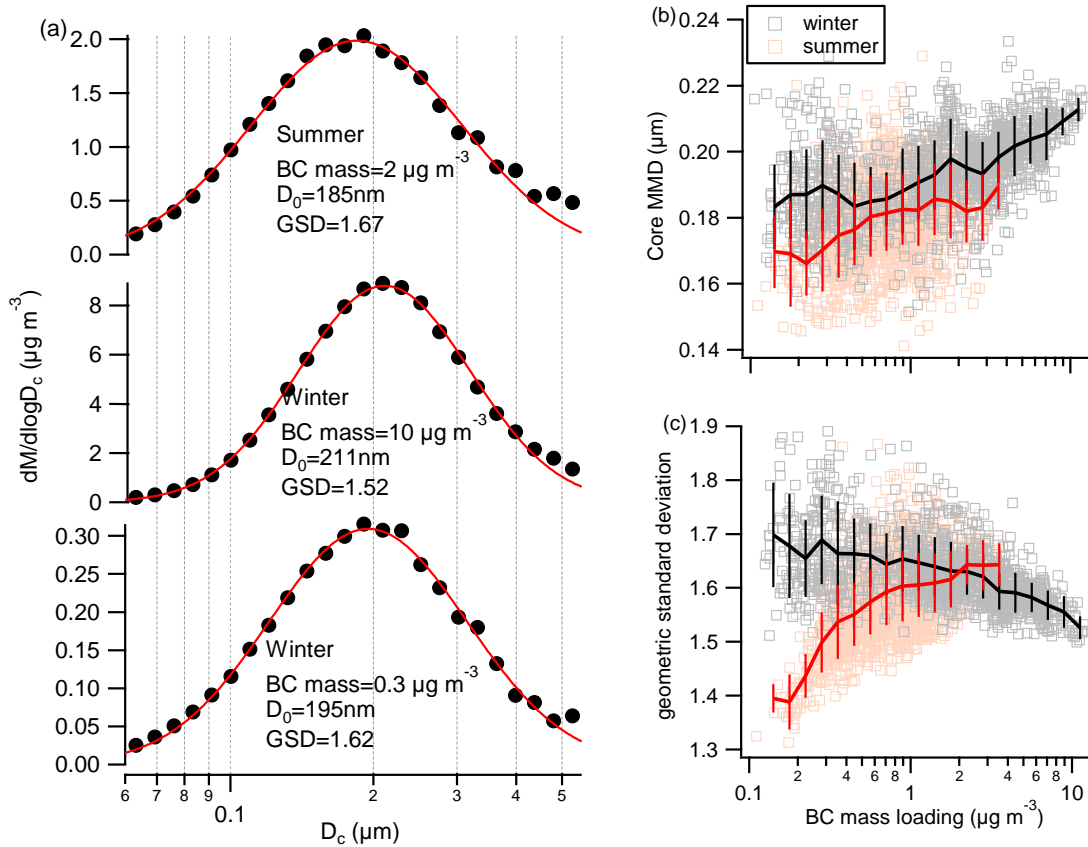 (a)
2.0
1.5
1.0
0.5
0.0
Summer
BC mass=2 µg m⁻³
D₀=185nm
GSD=1.67
8
6
4
2
0
Winter
BC mass=10 µg m⁻³
D₀=211nm
GSD=1.52
dM/dlogD_c (µg m⁻³)
0.30
0.25
0.20
0.15
0.10
0.05
0.00
Winter
BC mass=0.3 µg m⁻³
D₀=195nm
GSD=1.62
6 7 8 9 0.1 2 3 4 5
D_c (µm)
(b)
winter
summer
0.24
0.22
0.20
0.18
0.16
0.14
Core MMD (µm)
(c)
1.9
1.8
1.7
1.6
1.5
1.4
1.3
geometric standard deviation
2 4 6 8 2 4 6 8
0.1 1 10
BC mass loading (µg m⁻³)